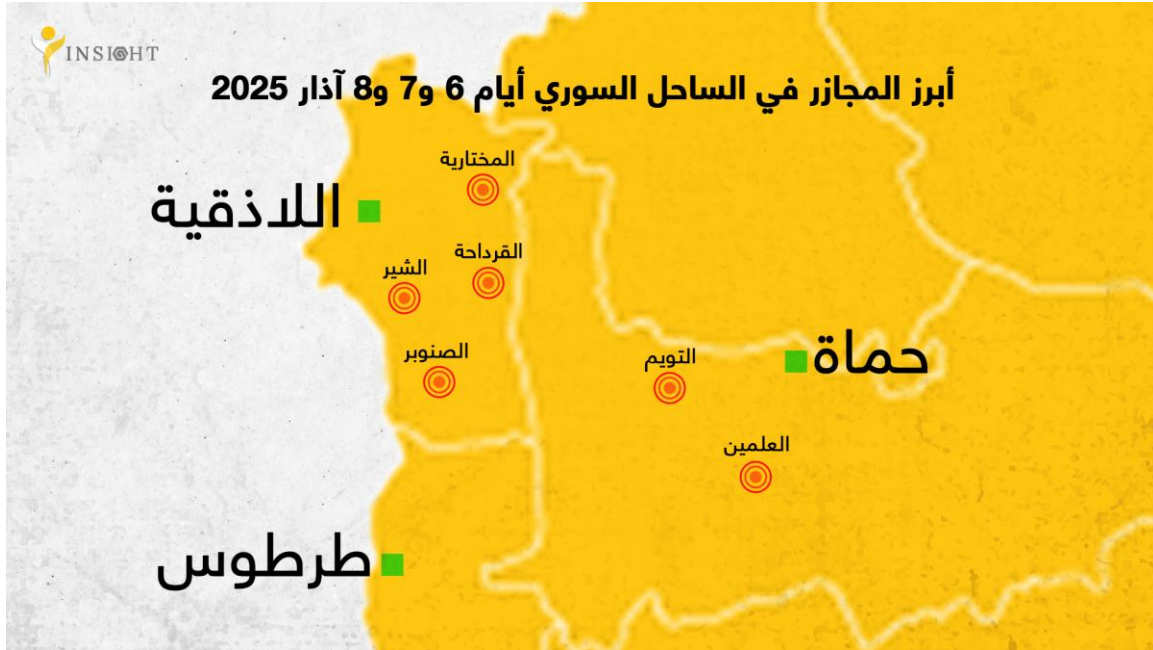 INSIGHT
أبرز المجازر في الساحل السوري أيام 6 و7 و8 آذار 2025
المختارية
اللاذقية
القرداحة
الشير
الصنوبر
التويم
حماة
العلمين
طرطوس